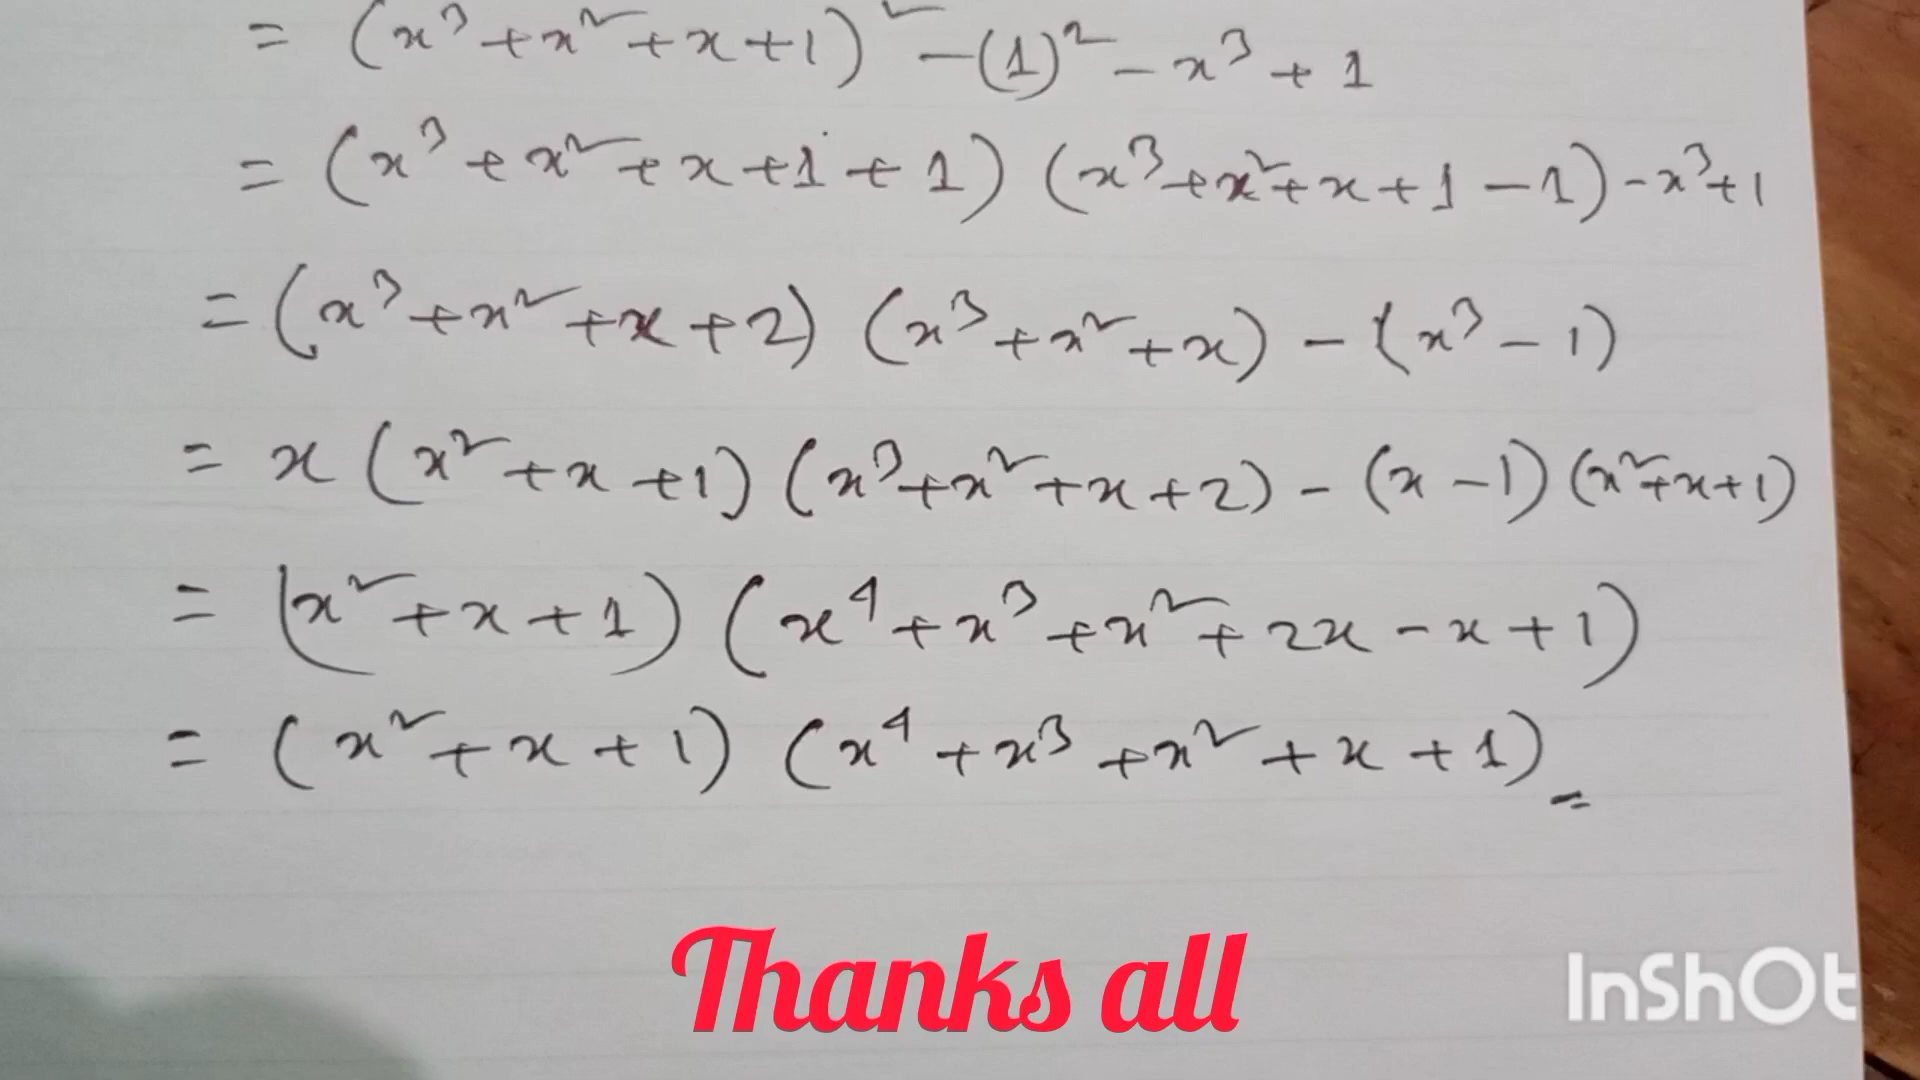 = (x³ + x² + x + 1)² - (1)² - x³ + 1
= (x³ + x² + x + 1 + 1) (x³ + x² + x + 1 - 1) - x³ + 1
= (x³ + x² + x + 2) (x³ + x² + x) - (x³ - 1)
= x (x² + x + 1) (x³ + x² + x + 2) - (x - 1) (x² + x + 1)
= (x² + x + 1) (x⁴ + x³ + x² + 2x - x + 1)
= (x² + x + 1) (x⁴ + x³ + x² + x + 1) =
Thanks all
InShOt